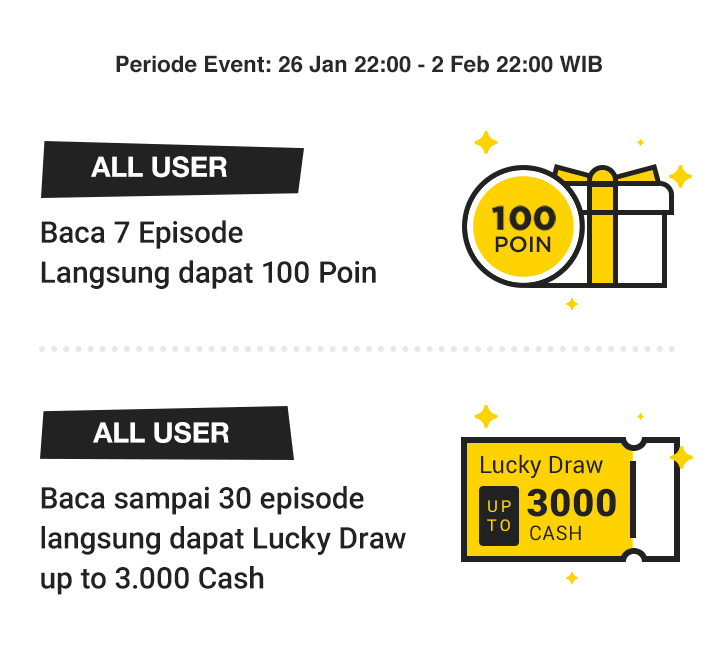 Periode Event: 26 Jan 22:00 - 2 Feb 22:00 WIB
ALL USER
Baca 7 Episode
Langsung dapat 100 Poin
100
POIN
ALL USER
Baca sampai 30 episode
langsung dapat Lucky Draw
up to 3.000 Cash
Lucky Draw
UP
TO
3000
CASH